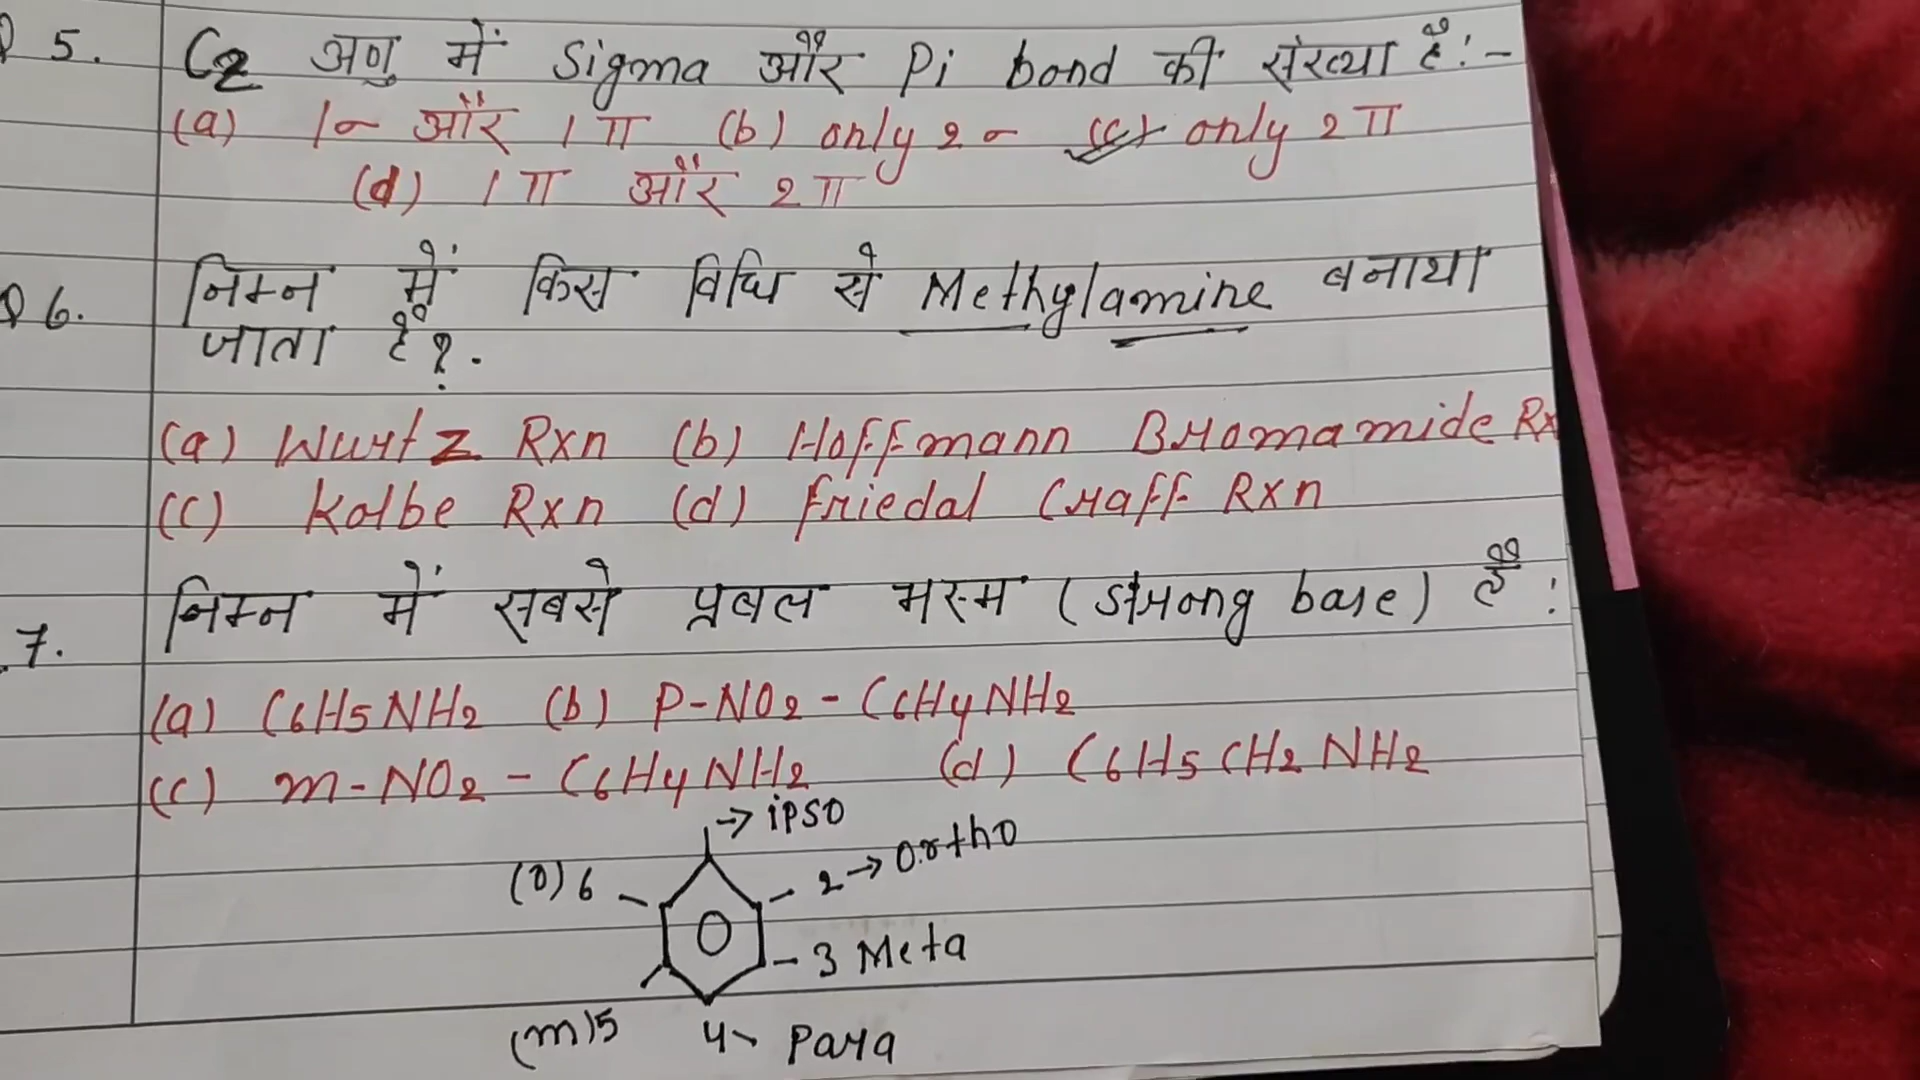 Q 5. C2 अणु में Sigma और Pi bond की संख्या है :-
(a) 1σ और 1π (b) only 2σ (c) only 2π
(d) 1π और 2π
Q 6. निम्न में किस विधि से Methylamine बनाया
जाता है?.
(a) Wurtz Rxn (b) Hoffmann Bromamide Rx
(c) Kolbe Rxn (d) Friedal Craff Rxn
.7. निम्न में सबसे प्रबल भस्म (strong base) है :
(a) C6H5NH2 (b) P-NO2-C6H4NH2
(c) m-NO2-C6H4NH2 (d) C6H5CH2NH2
→ ipso
(o) 6 - - 2 → Ortho
- 3 Meta
(m)5 4 - Para